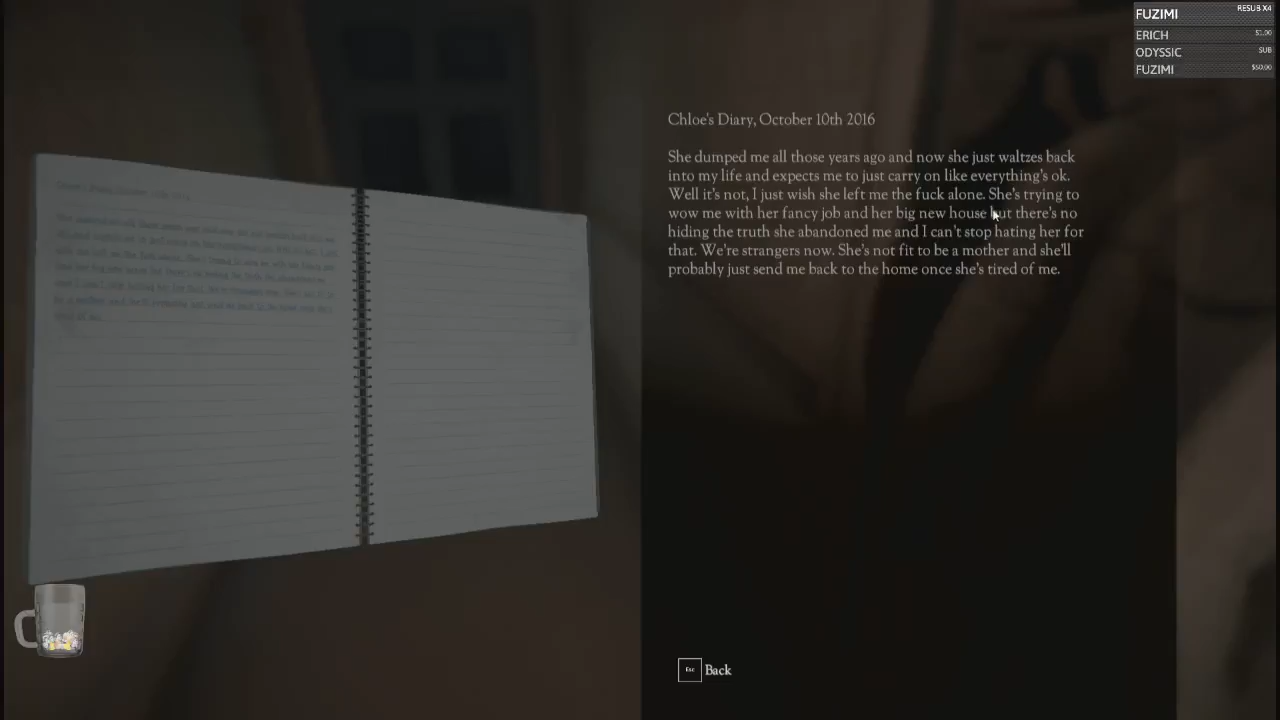 FUZIMI RESUB X4
ERICH $1.00
ODYSSIC SUB
FUZIMI $50.00
Chloe's Diary, October 10th 2016
She dumped me all those years ago and now she just waltzes back
into my life and expects me to just carry on like everything's ok.
Well it's not, I just wish she left me the fuck alone. She's trying to
wow me with her fancy job and her big new house but there's no
hiding the truth she abandoned me and I can't stop hating her for
that. We're strangers now. She's not fit to be a mother and she'll
probably just send me back to the home once she's tired of me.
Esc Back